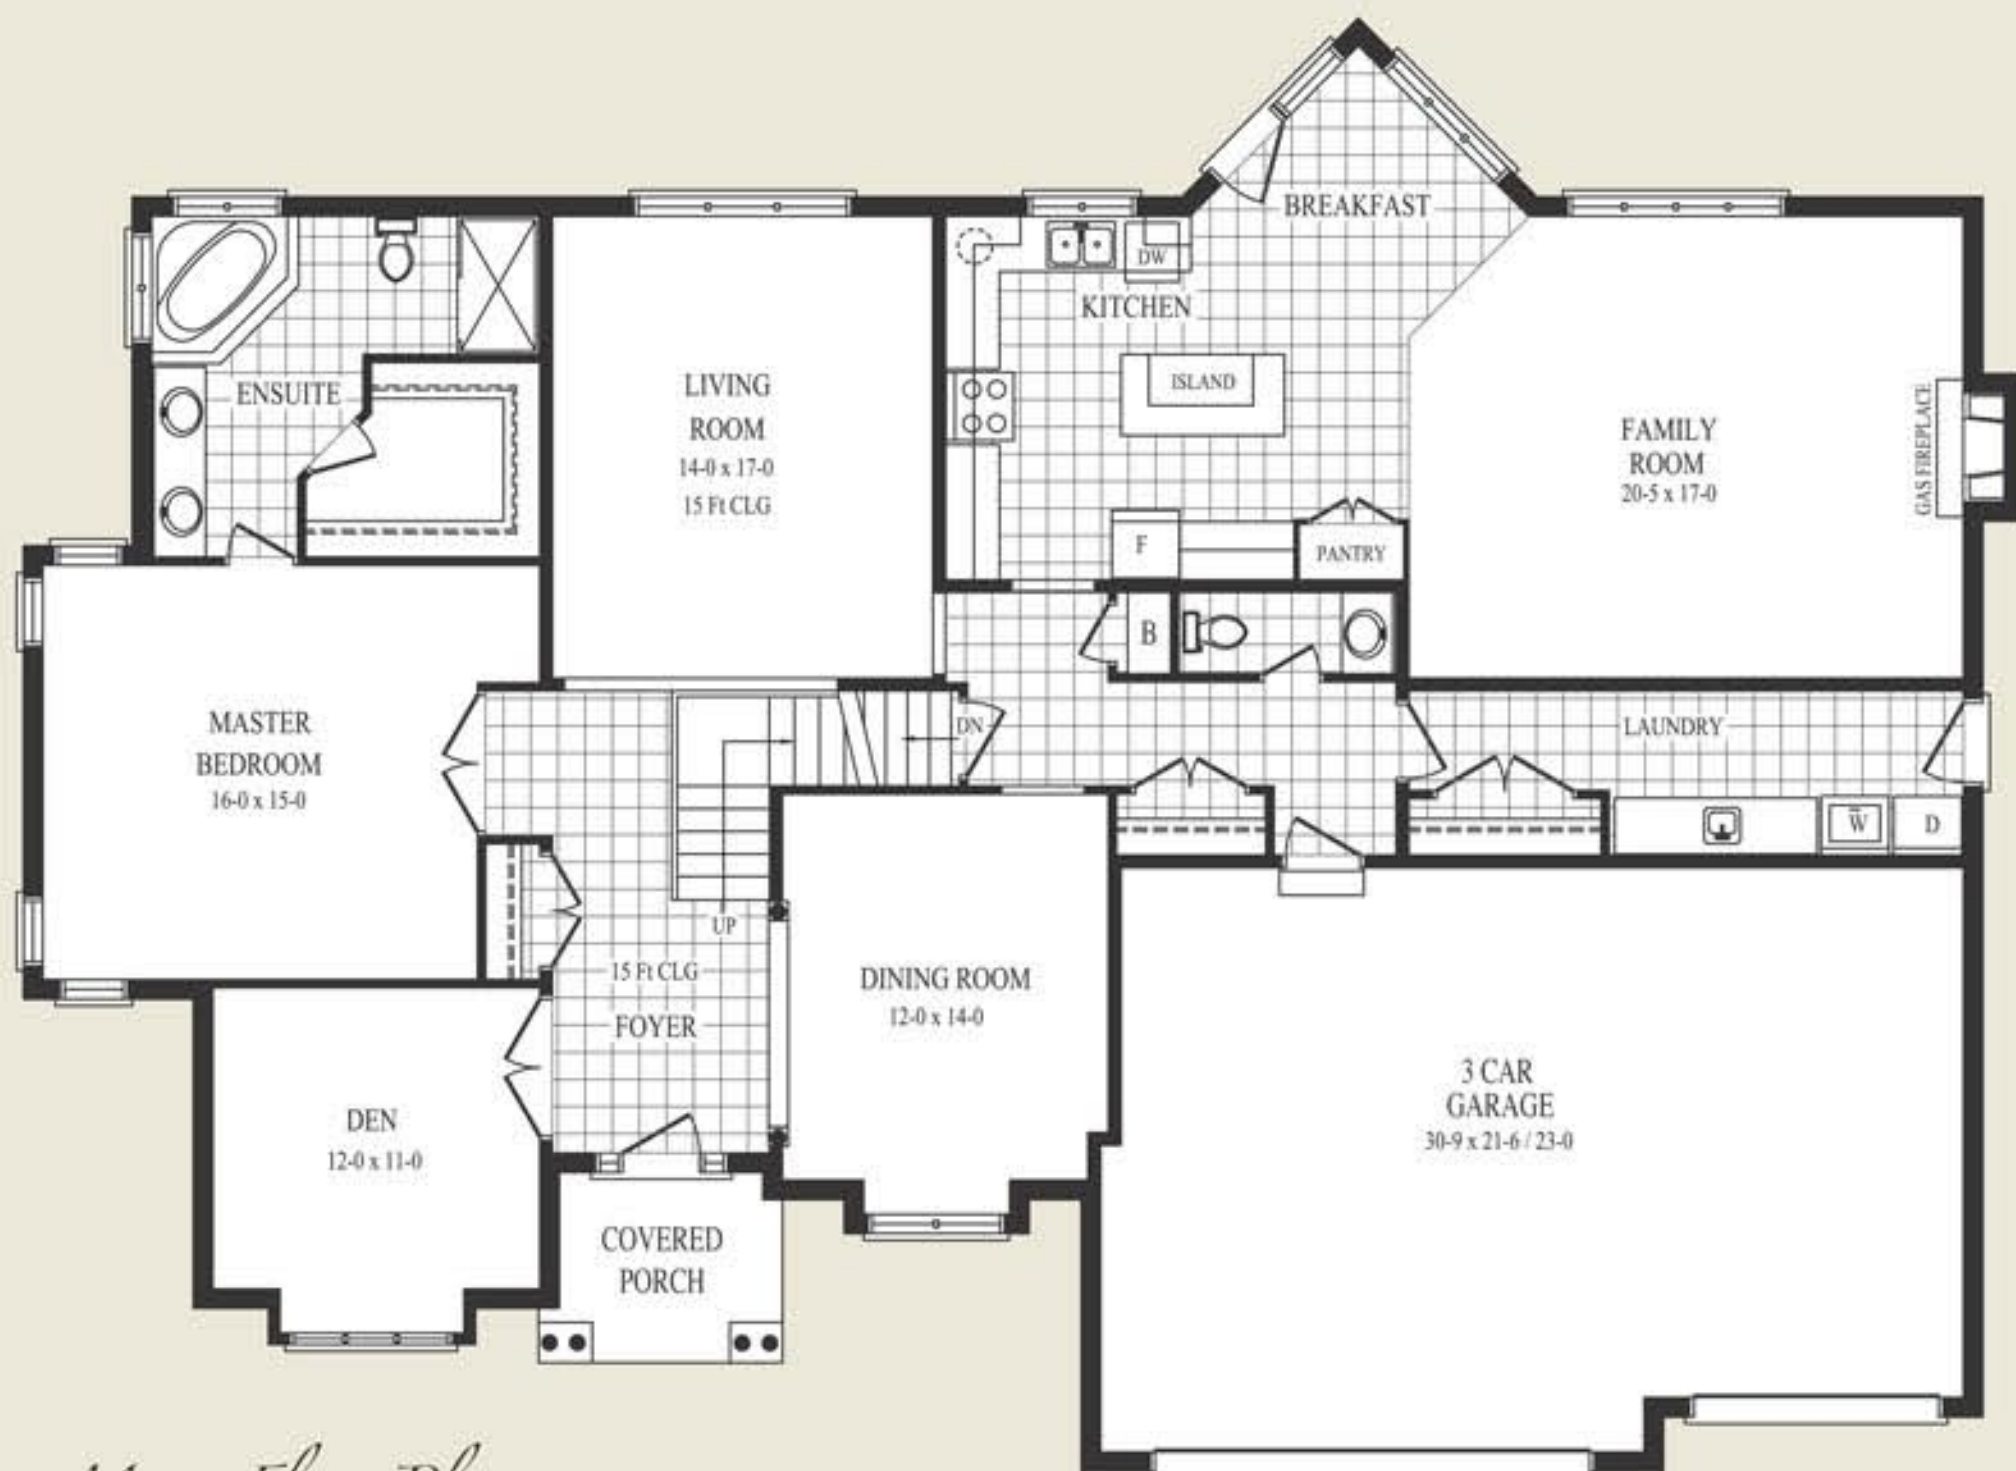 BREAKFAST
DW
KITCHEN
ENSUITE
LIVING
ROOM
14-0 x 17-0
15 Ft CLG
ISLAND
FAMILY
ROOM
20-5 x 17-0
GAS FIREPLACE
F
PANTRY
B
MASTER
BEDROOM
16-0 x 15-0
DN
LAUNDRY
W
D
UP
15 Ft CLG
FOYER
DINING ROOM
12-0 x 14-0
DEN
12-0 x 11-0
3 CAR
GARAGE
30-9 x 21-6 / 23-0
COVERED
PORCH